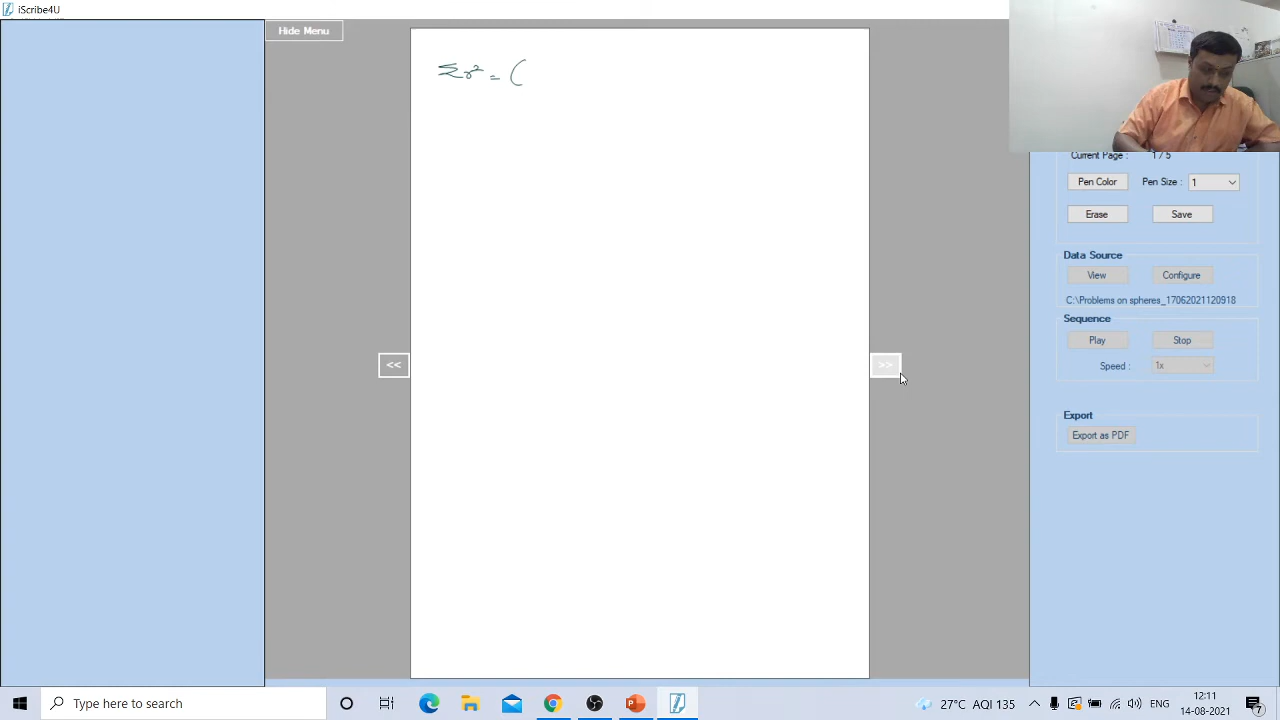 iScribe4U
Hide Menu
Σr² = (
Current Page : 1 / 5
Pen Color Pen Size : 1
Erase Save
Data Source
View Configure
C:\Problems on spheres_17062021120918
Sequence
Play Stop
Speed : 1x
Export
Export as PDF
<< >>
Type here to search
27°C AQI 135 ENG 12:11
14-08-2021 7